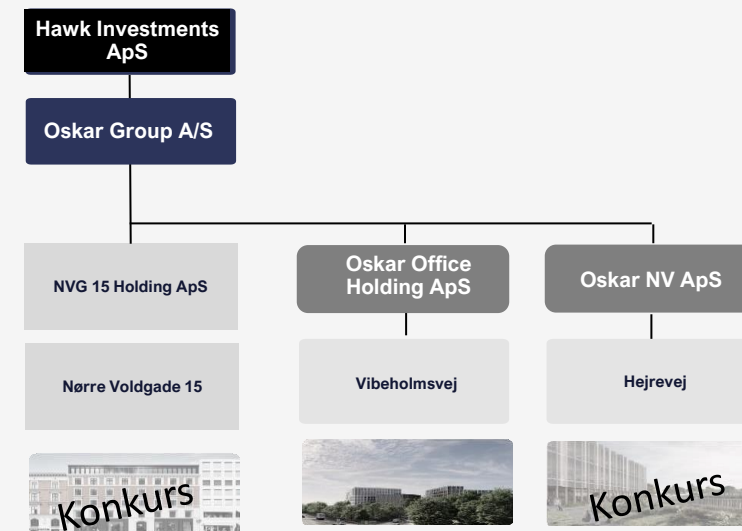 Hawk Investments
ApS
Oskar Group A/S
NVG 15 Holding ApS
Oskar Office
Holding ApS
Oskar NV ApS
Nørre Voldgade 15
Vibeholmsvej
Hejrevej
Konkurs
Konkurs